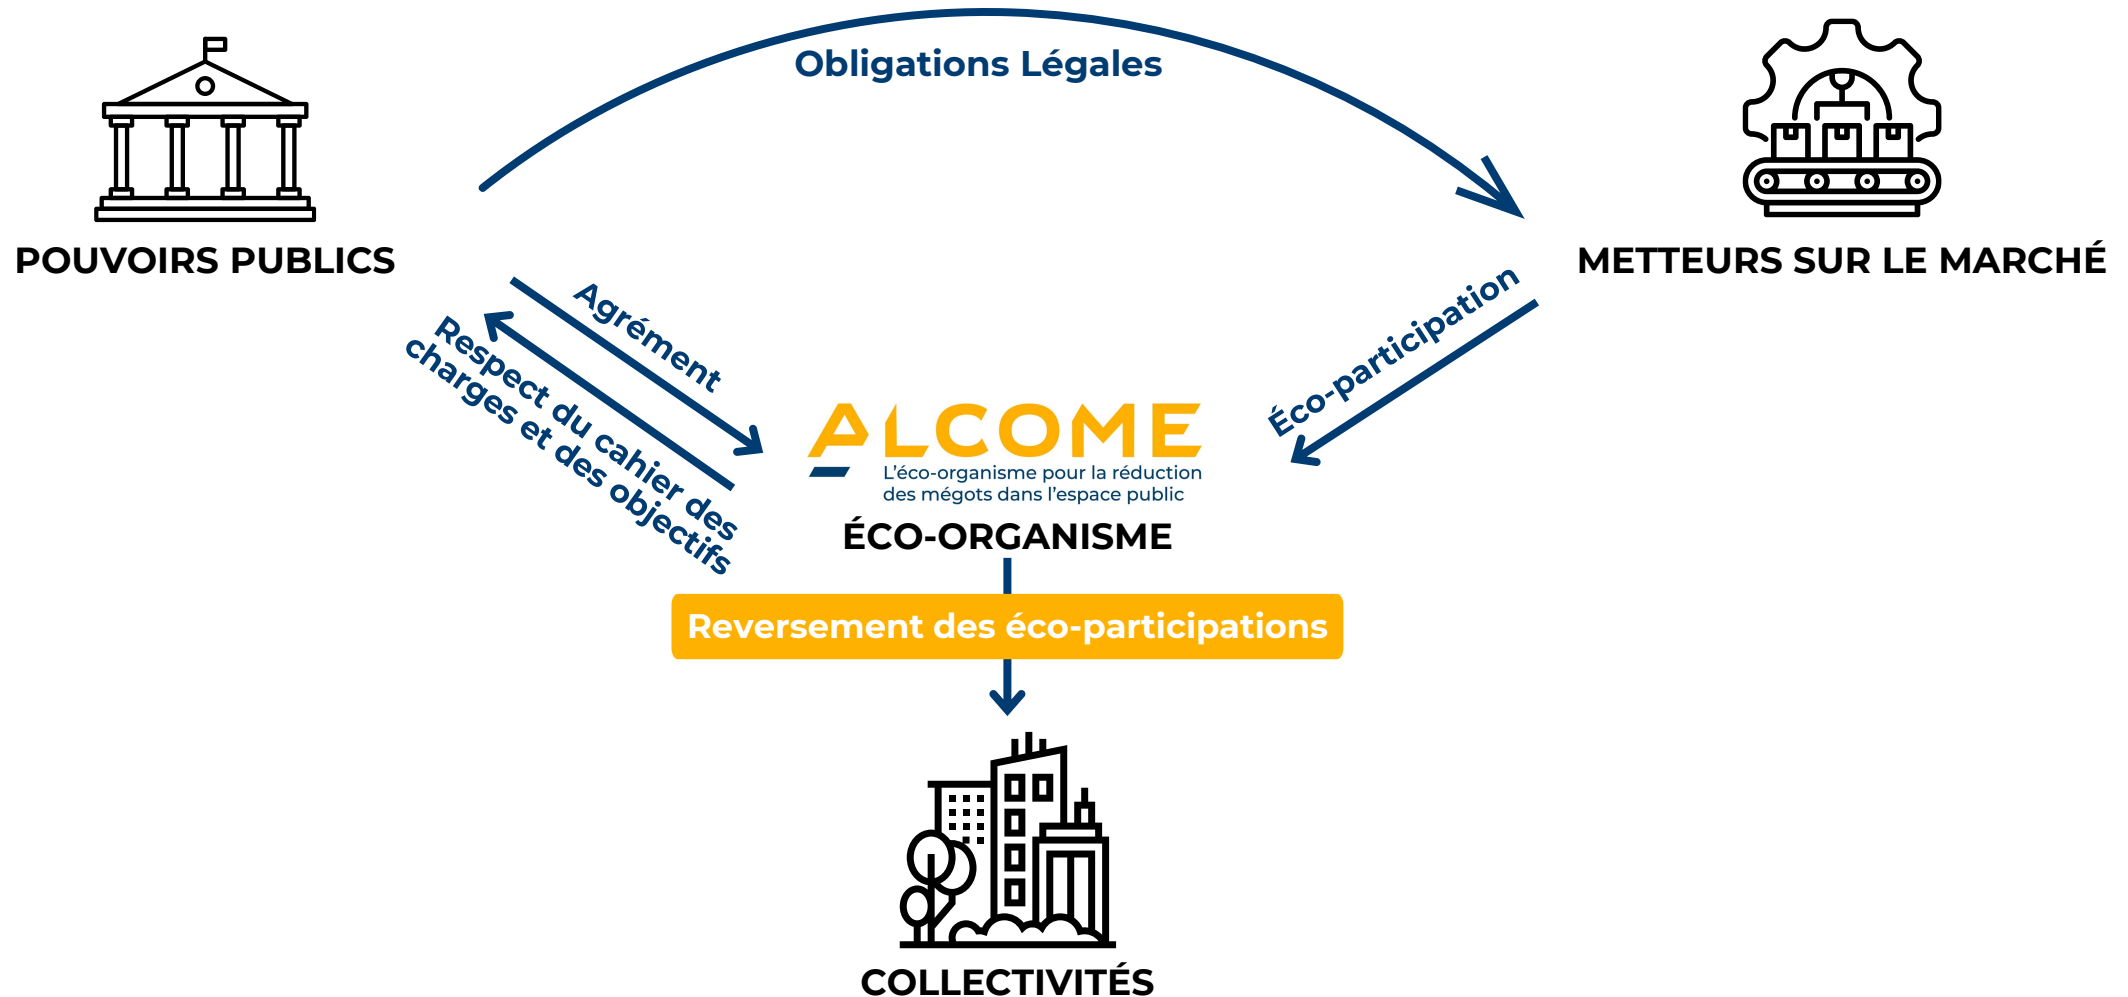 Obligations Légales
POUVOIRS PUBLICS
METTEURS SUR LE MARCHÉ
Agrément
Respect du cahier des
charges et des objectifs
Éco-participation
ALCOME
L'éco-organisme pour la réduction
des mégots dans l'espace public
ÉCO-ORGANISME
Reversement des éco-participations
COLLECTIVITÉS